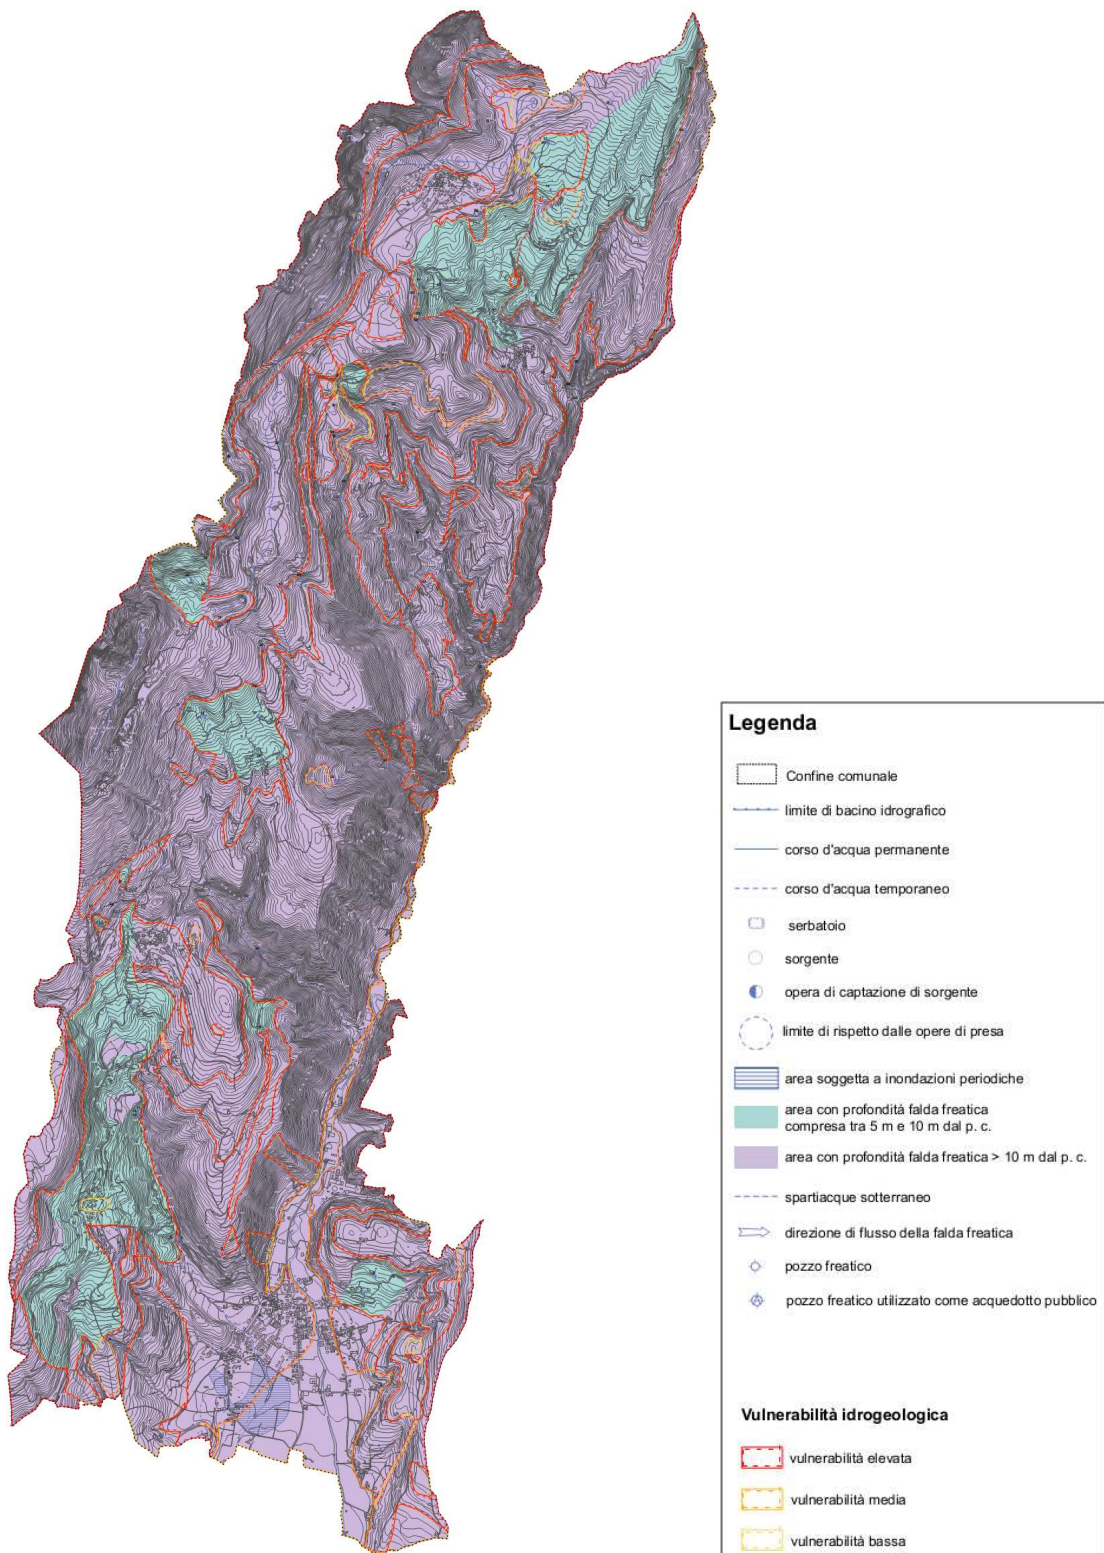 Legenda
Confine comunale
limite di bacino idrografico
corso d'acqua permanente
corso d'acqua temporaneo
serbatoio
sorgente
opera di captazione di sorgente
limite di rispetto dalle opere di presa
area soggetta a inondazioni periodiche
area con profondità falda freatica
compresa tra 5 m e 10 m dal p. c.
area con profondità falda freatica > 10 m dal p. c.
spartiacque sotterraneo
direzione di flusso della falda freatica
pozzo freatico
pozzo freatico utilizzato come acquedotto pubblico
Vulnerabilità idrogeologica
vulnerabilità elevata
vulnerabilità media
vulnerabilità bassa